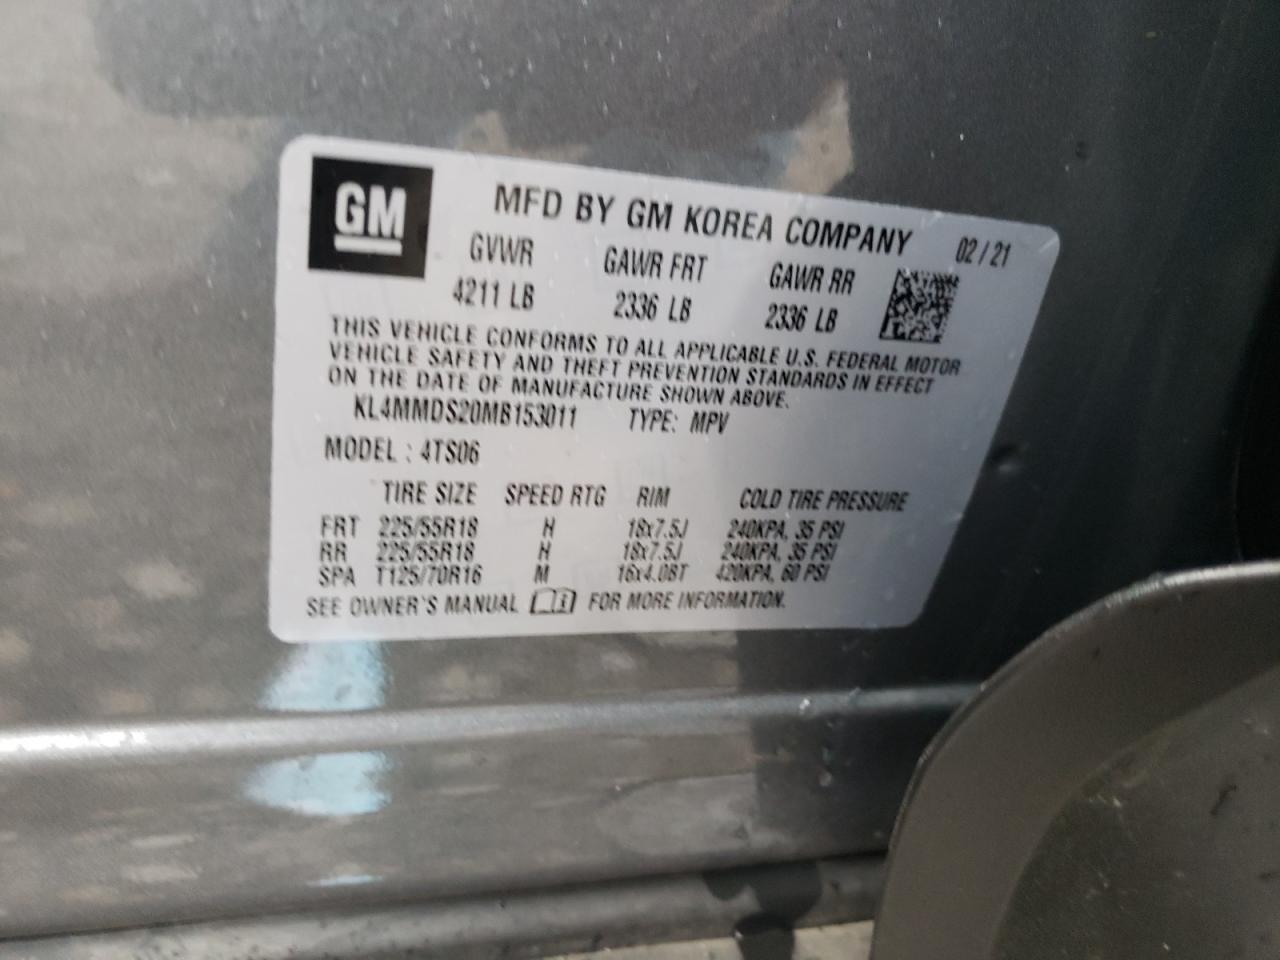 GM
MFD BY GM KOREA COMPANY 02/21
GVWR GAWR FRT GAWR RR
4211 LB 2336 LB 2336 LB
THIS VEHICLE CONFORMS TO ALL APPLICABLE U.S. FEDERAL MOTOR
VEHICLE SAFETY AND THEFT PREVENTION STANDARDS IN EFFECT
ON THE DATE OF MANUFACTURE SHOWN ABOVE.
KL4MMDS20MB153011 TYPE: MPV
MODEL : 4TS06
TIRE SIZE SPEED RTG RIM COLD TIRE PRESSURE
FRT 225/55R18 H 18x7.5J 240KPA, 35 PSI
RR 225/55R18 H 18x7.5J 240KPA, 35 PSI
SPA T125/70R16 M 16x4.0BT 420KPA, 60 PSI
SEE OWNER'S MANUAL FOR MORE INFORMATION.